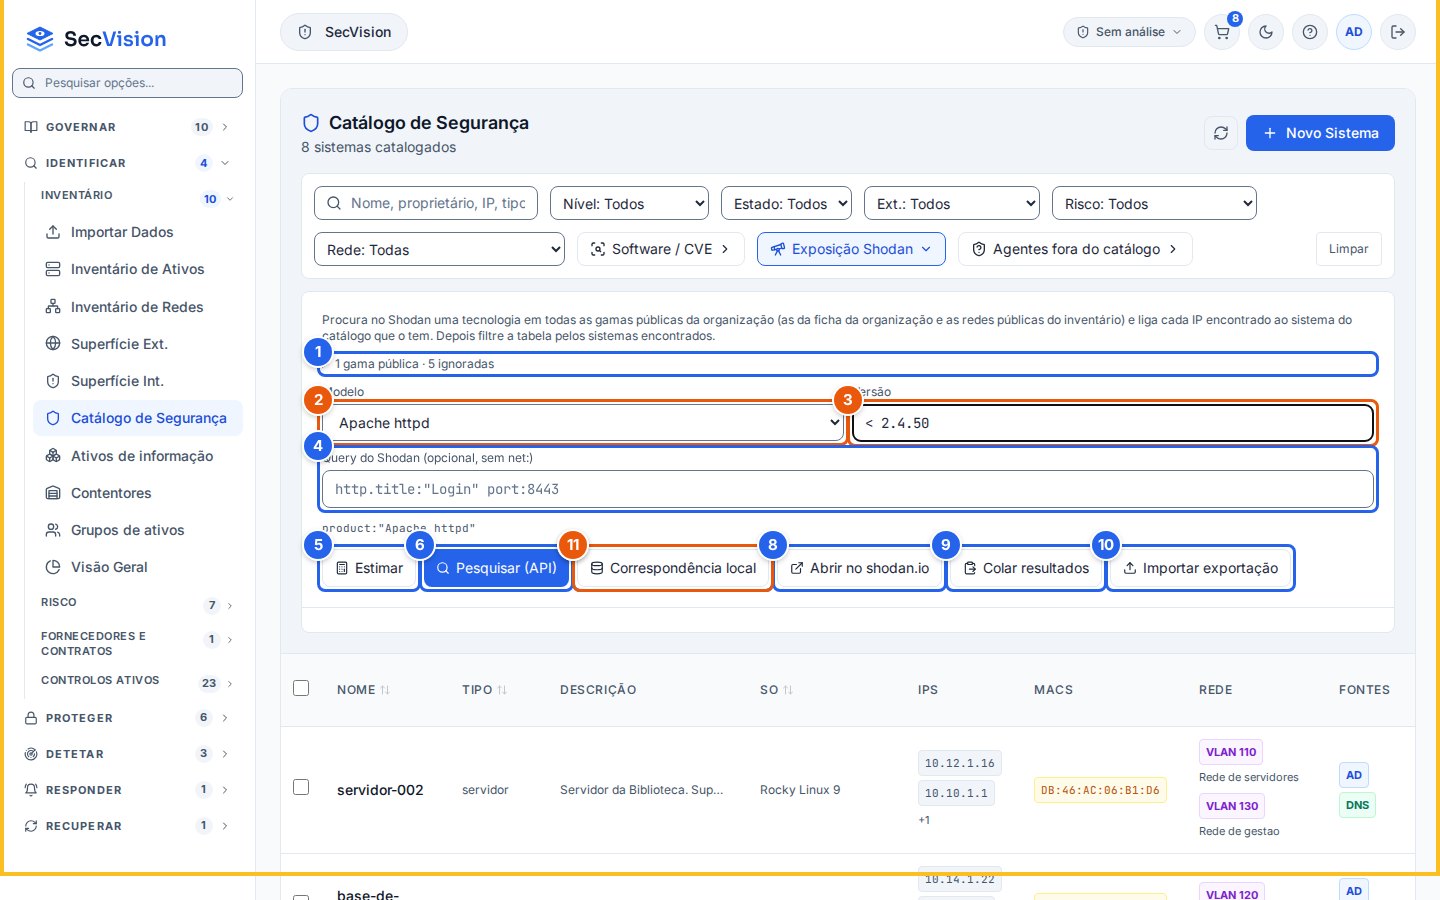 SecVision
SecVision
Sem análise
8
AD
Pesquisar opções...
GOVERNAR 10
IDENTIFICAR 4
INVENTÁRIO 10
Importar Dados
Inventário de Ativos
Inventário de Redes
Superfície Ext.
Superfície Int.
Catálogo de Segurança
Ativos de informação
Contentores
Grupos de ativos
Visão Geral
RISCO 7
FORNECEDORES E
CONTRATOS 1
CONTROLOS ATIVOS 23
PROTEGER 6
DETETAR 3
RESPONDER 1
RECUPERAR 1
Catálogo de Segurança
8 sistemas catalogados
Novo Sistema
Nome, proprietário, IP, tipo
Nível: Todos
Estado: Todos
Ext.: Todos
Risco: Todos
Rede: Todas
Software / CVE
Exposição Shodan
Agentes fora do catálogo
Limpar
Procura no Shodan uma tecnologia em todas as gamas públicas da organização (as da ficha da organização e as redes públicas do inventário) e liga cada IP encontrado ao sistema do
catálogo que o tem. Depois filtre a tabela pelos sistemas encontrados.
1
1 gama pública · 5 ignoradas
2
3
Apache httpd
< 2.4.50
4
Query do Shodan (opcional, sem net:)
http.title:"Login" port:8443
product:"Apache httpd"
5 6 11 8 9 10
Estimar
Pesquisar (API)
Correspondência local
Abrir no shodan.io
Colar resultados
Importar exportação
NOME TIPO DESCRIÇÃO SO IPS MACS REDE FONTES
servidor-002
servidor
Servidor da Biblioteca. Sup...
Rocky Linux 9
10.12.1.16
10.10.1.1
+1
DB:46:AC:06:B1:D6
VLAN 110
Rede de servidores
VLAN 130
Rede de gestao
AD
DNS
base-de-
10.14.1.22
VLAN 120
AD